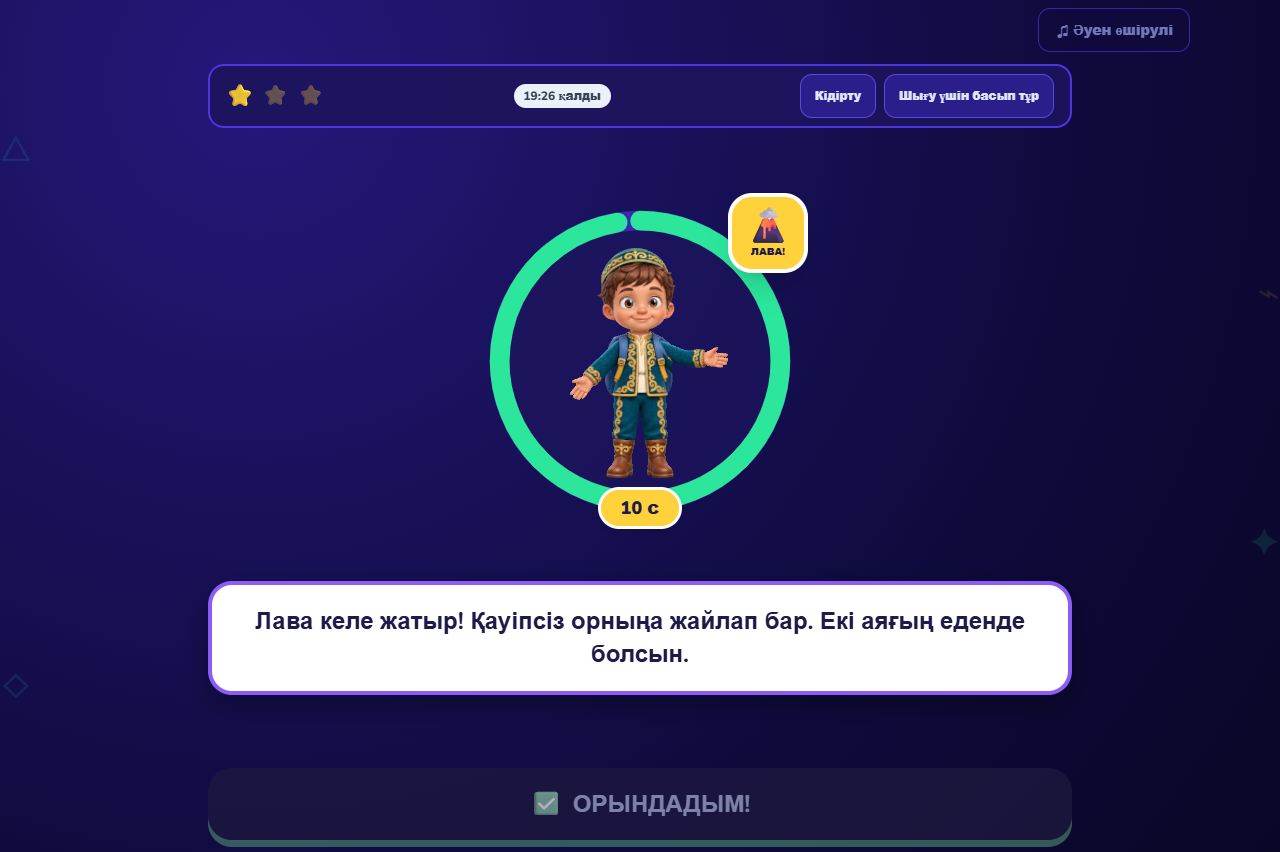 ♫ Әуен өшірулі
19:26 қалды
Кідірту
Шығу үшін басып тұр
ЛАВА!
10 с
Лава келе жатыр! Қауіпсіз орныңа жайлап бар. Екі аяғың еденде
болсын.
ОРЫНДАДЫМ!